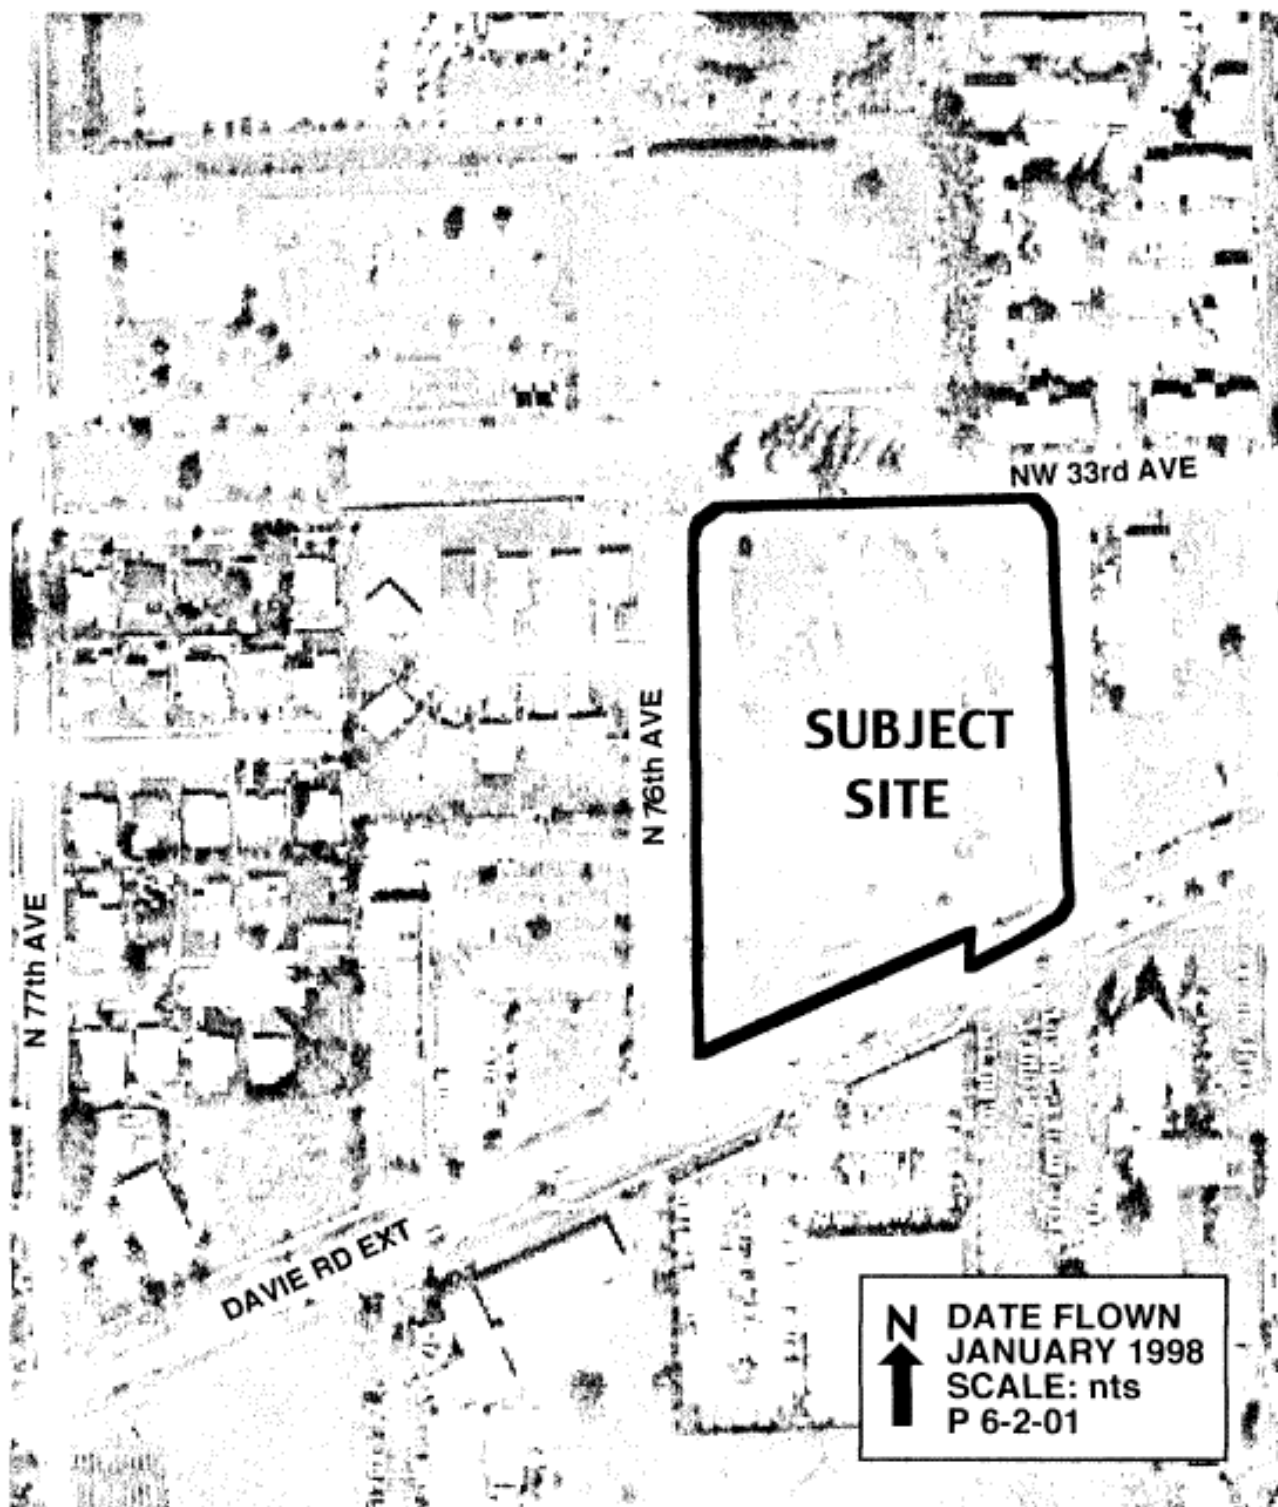 NW 33rd AVE
SUBJECT
SITE
N 76th AVE
N 77th AVE
DAVIE RD EXT
N
DATE FLOWN
JANUARY 1998
SCALE: nts
P 6-2-01